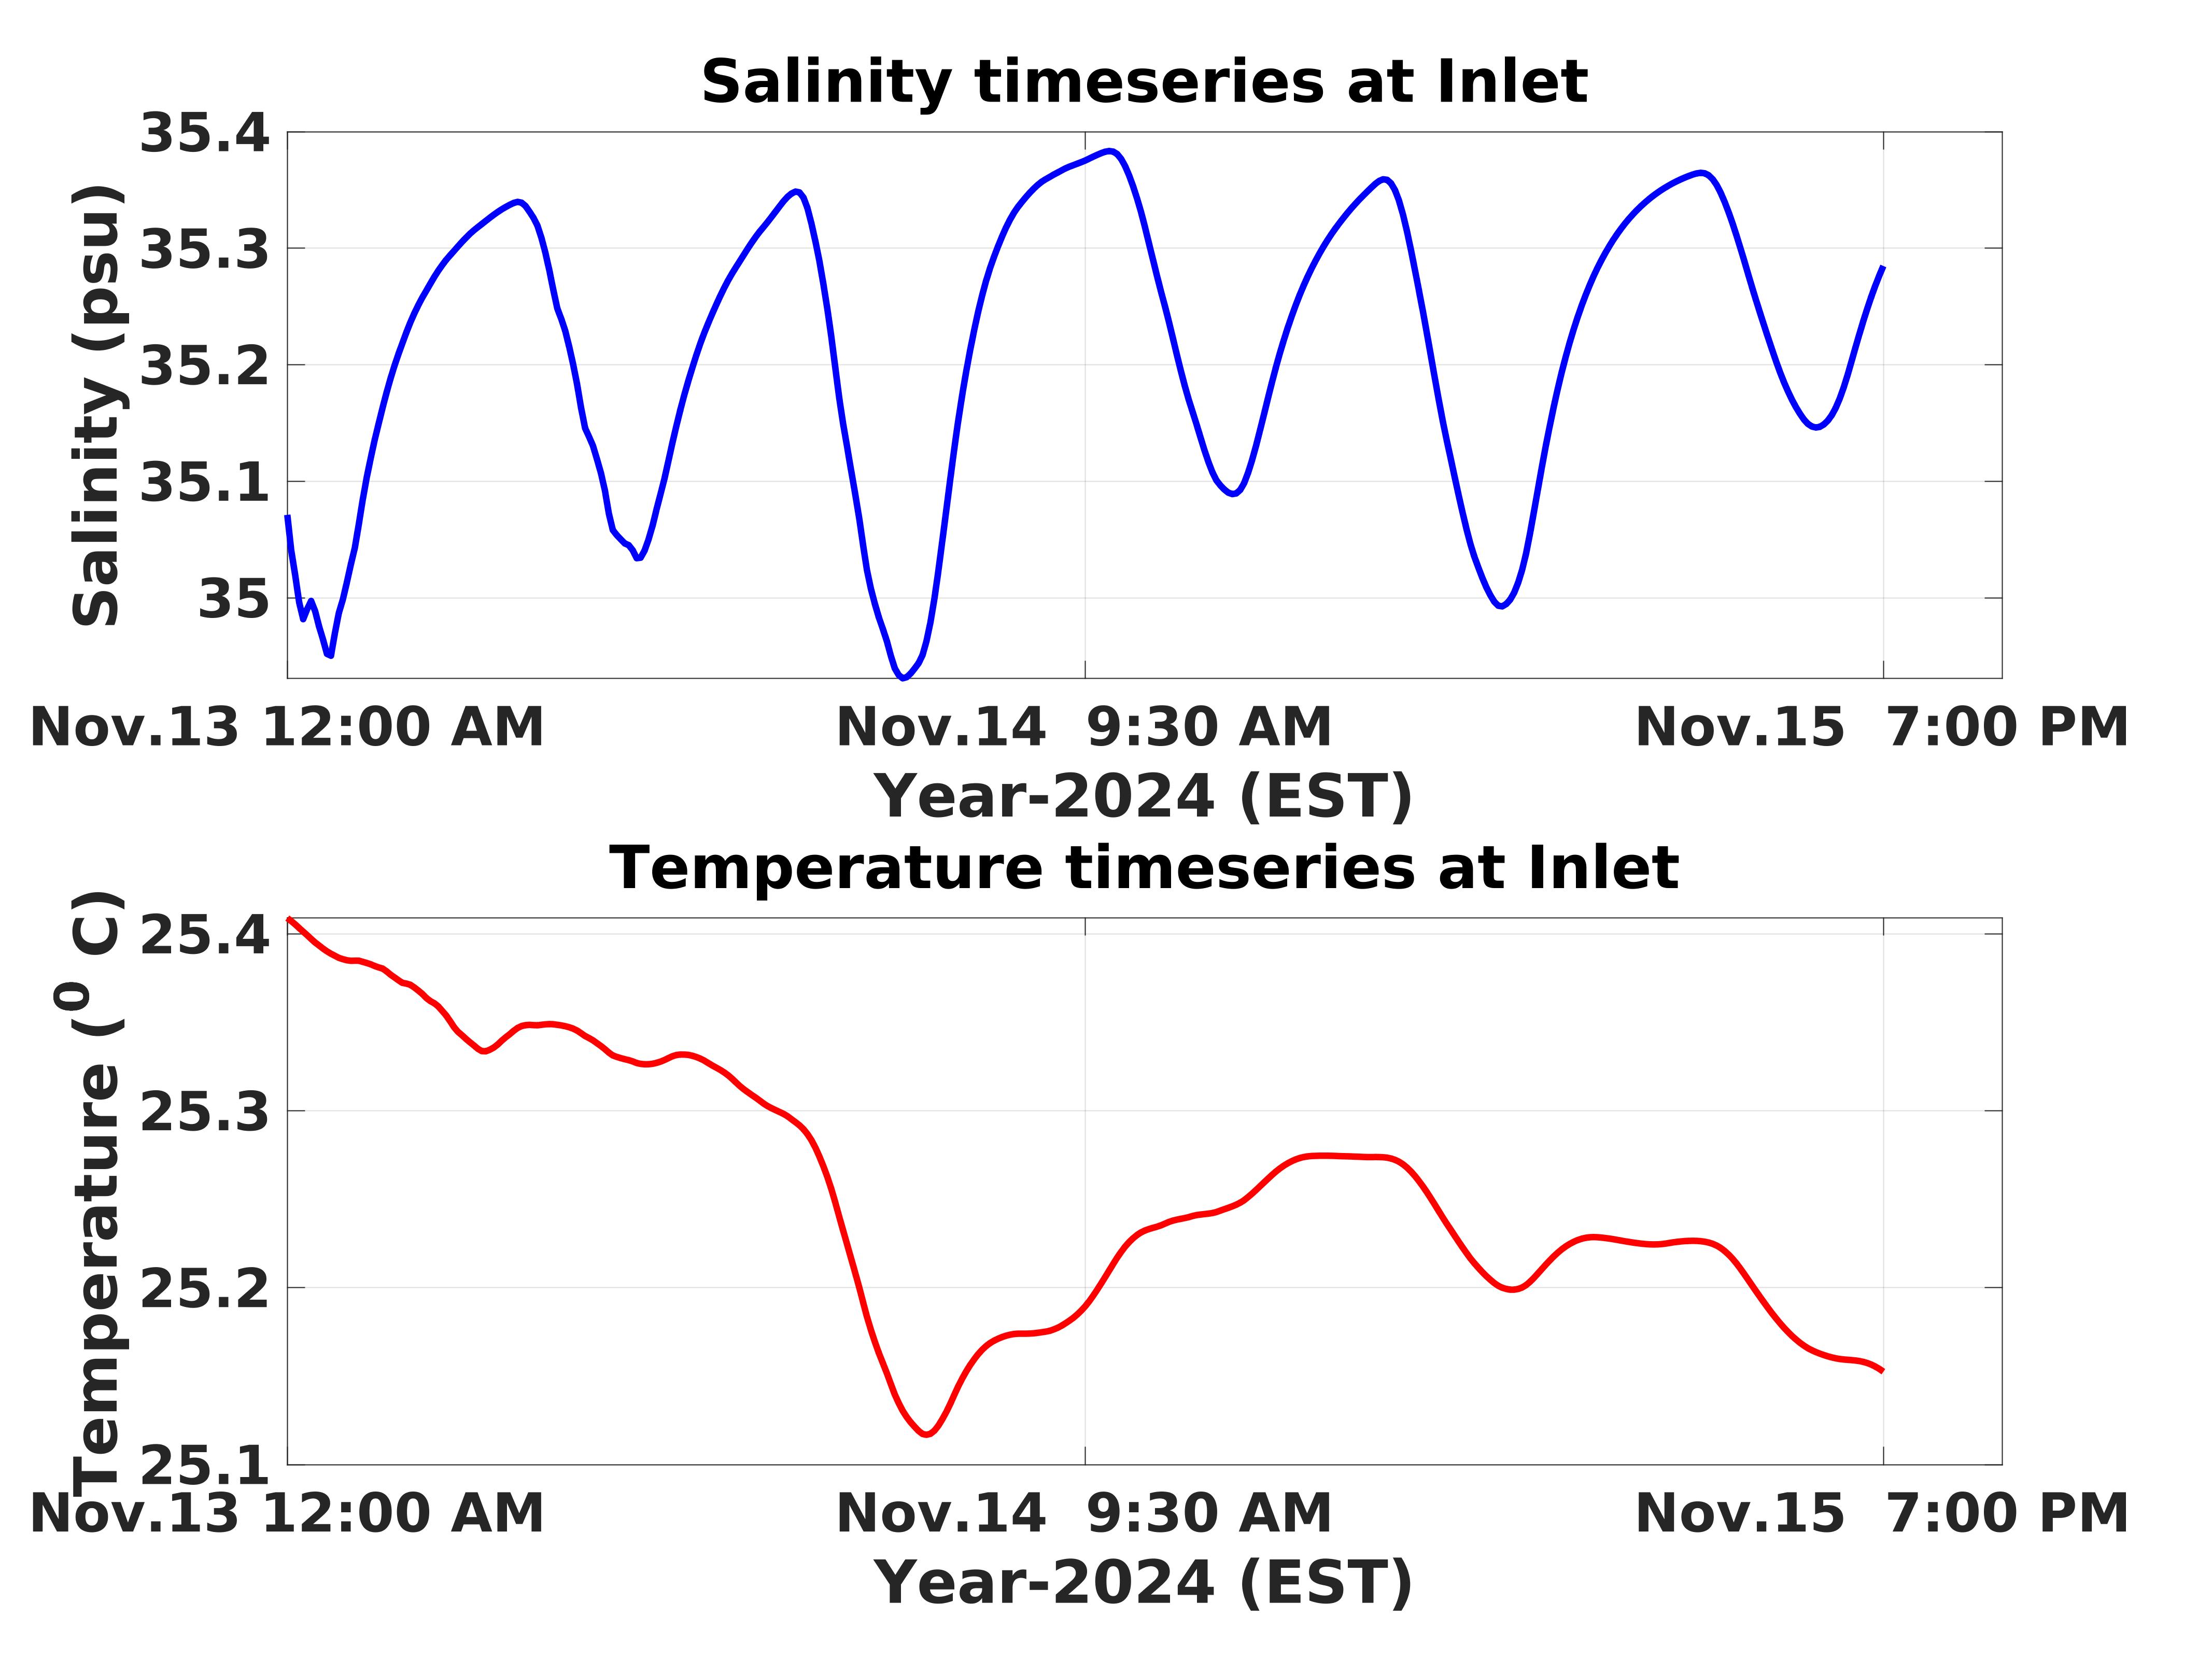 Salinity timeseries at Inlet
Salinity (psu)
35.4
35.3
35.2
35.1
35
Nov.13 12:00 AM
Nov.14 9:30 AM
Nov.15 7:00 PM
Year-2024 (EST)
Temperature timeseries at Inlet
Temperature (⁰ C)
25.4
25.3
25.2
25.1
Nov.13 12:00 AM
Nov.14 9:30 AM
Nov.15 7:00 PM
Year-2024 (EST)